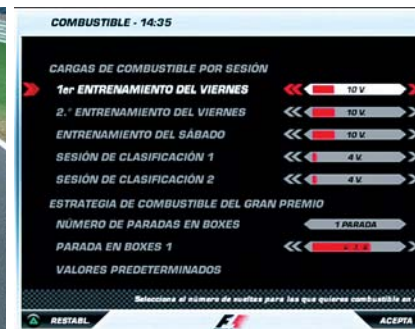 COMBUSTIBLE - 14:35
CARGAS DE COMBUSTIBLE POR SESIÓN
1er ENTRENAMIENTO DEL VIERNES 10 V.
2.º ENTRENAMIENTO DEL VIERNES 10 V.
ENTRENAMIENTO DEL SÁBADO 10 V.
SESIÓN DE CLASIFICACIÓN 1 4 V.
SESIÓN DE CLASIFICACIÓN 2 4 V.
ESTRATEGIA DE COMBUSTIBLE DEL GRAN PREMIO
NÚMERO DE PARADAS EN BOXES 1 PARADA
PARADA EN BOXES 1
VALORES PREDETERMINADOS
Selecciona el número de vueltas para las que quieres combustible en
RESTABL. F1 ACEPTA